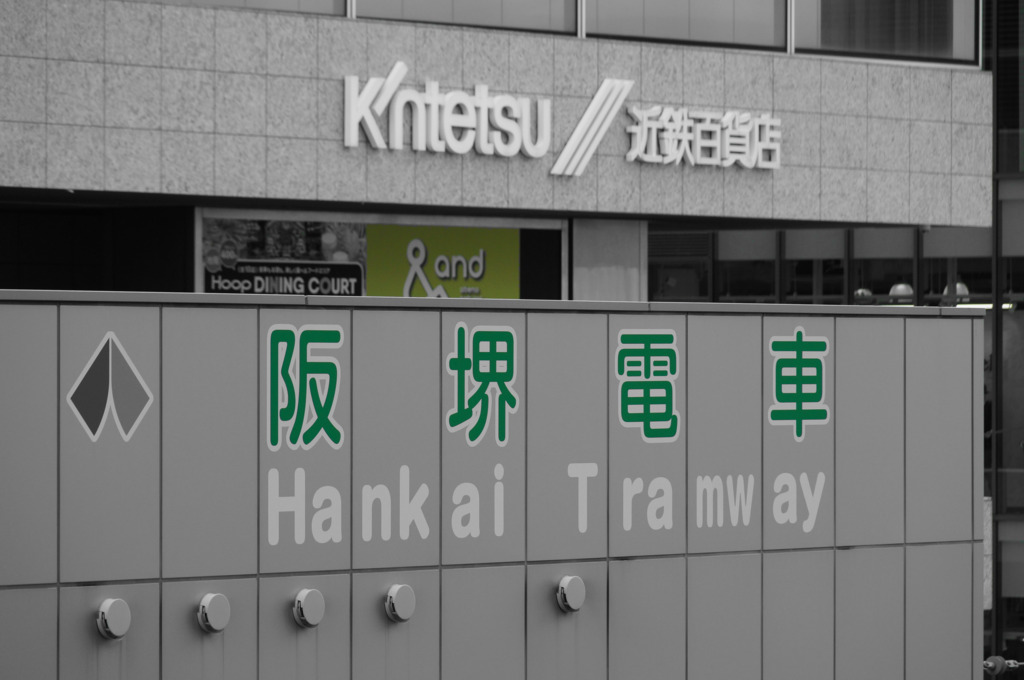 Kintetsu 近鉄百貨店
Hoop DINING COURT
and
阪堺電車
Hankai Tramway